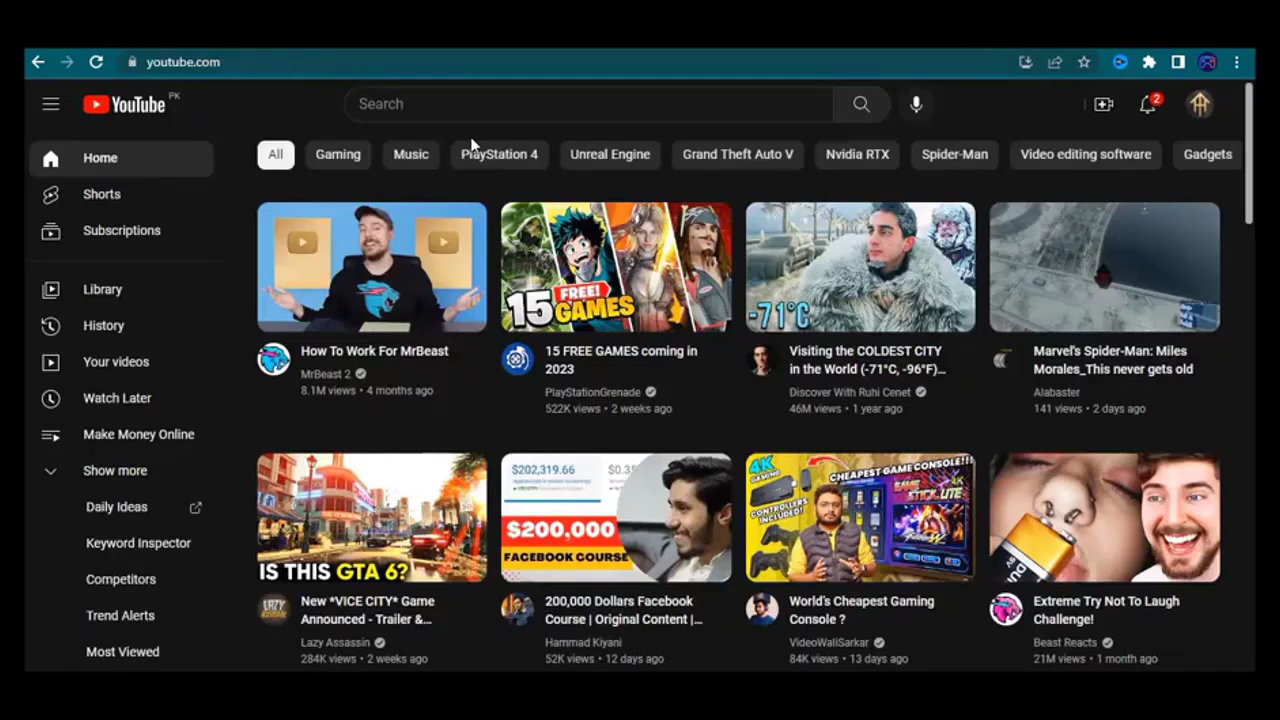 youtube.com
YouTube PK
Search
2
All Gaming Music PlayStation 4 Unreal Engine Grand Theft Auto V Nvidia RTX Spider-Man Video editing software Gadgets
Home
Shorts
Subscriptions
Library
History
Your videos
Watch Later
Make Money Online
Show more
Daily Ideas
Keyword Inspector
Competitors
Trend Alerts
Most Viewed
How To Work For MrBeast
MrBeast 2
8.1M views • 4 months ago
15 FREE! GAMES
15 FREE GAMES coming in
2023
PlayStationGrenade
522K views • 2 weeks ago
-71°C
Visiting the COLDEST CITY
in the World (-71°C, -96°F)...
Discover With Ruhi Cenet
46M views • 1 year ago
Marvel's Spider-Man: Miles
Morales_This never gets old
Alabaster
141 views • 2 days ago
IS THIS GTA 6?
New *VICE CITY* Game
Announced - Trailer &...
Lazy Assassin
284K views • 2 weeks ago
$202,319.66
$200,000
FACEBOOK COURSE
200,000 Dollars Facebook
Course | Original Content |...
Hammad Kiyani
52K views • 12 days ago
CHEAPEST GAME CONSOLE!!!
4K
GAMING
CONTROLLERS
INCLUDED!
4K
GAME
STICK LITE
World's Cheapest Gaming
Console ?
VideoWaliSarkar
84K views • 13 days ago
Extreme Try Not To Laugh
Challenge!
Beast Reacts
21M views • 1 month ago